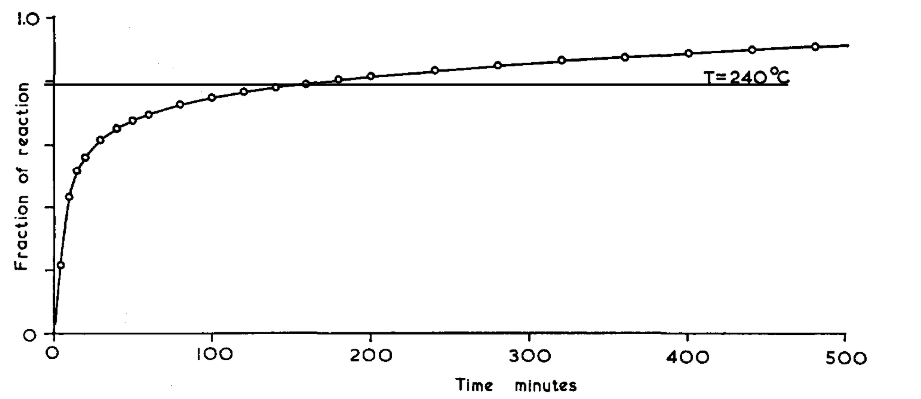 1.0
Fraction of reaction
T=240°C
0
0 100 200 300 400 500
Time minutes